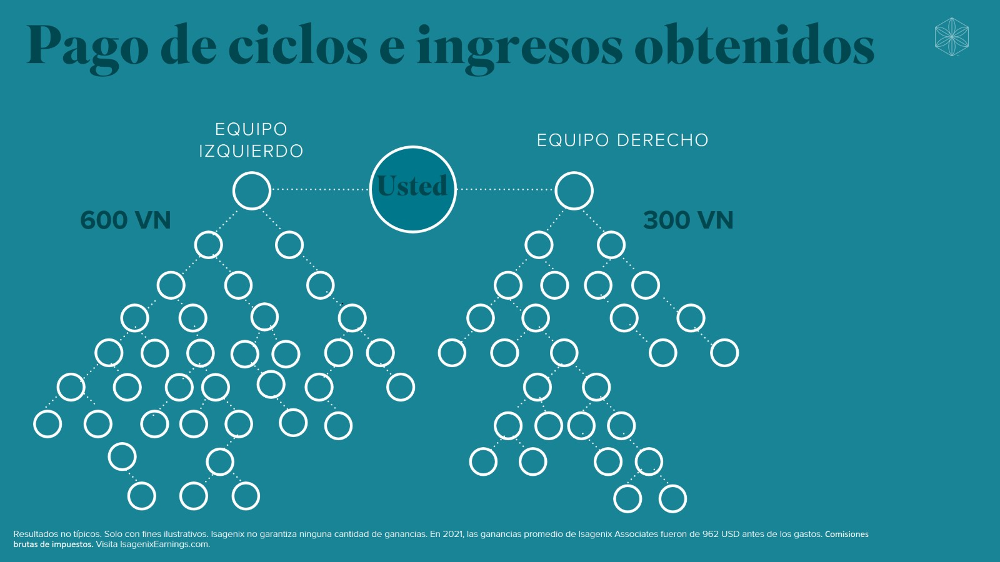 Pago de ciclos e ingresos obtenidos
EQUIPO
IZQUIERDO
EQUIPO DERECHO
Usted
600 VN
300 VN
Resultados no típicos. Solo con fines ilustrativos. Isagenix no garantiza ninguna cantidad de ganancias. En 2021, las ganancias promedio de Isagenix Associates fueron de 962 USD antes de los gastos. Comisiones
brutas de impuestos. Visita IsagenixEarnings.com.